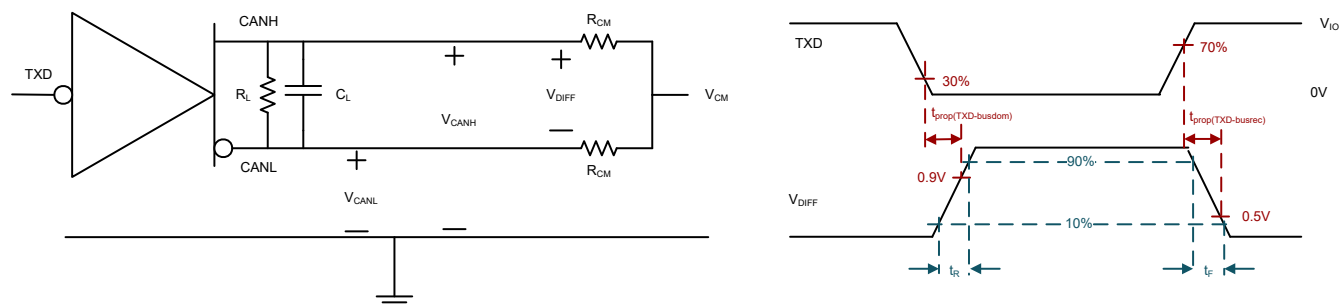 CANH
TXD
R_L
C_L
V_CANH
V_DIFF
R_CM
V_CM
R_CM
CANL
V_CANL
TXD
V_IO
70%
30%
0V
t_prop(TXD-busdom)
t_prop(TXD-busrec)
90%
0.9V
V_DIFF
0.5V
10%
t_R
t_F